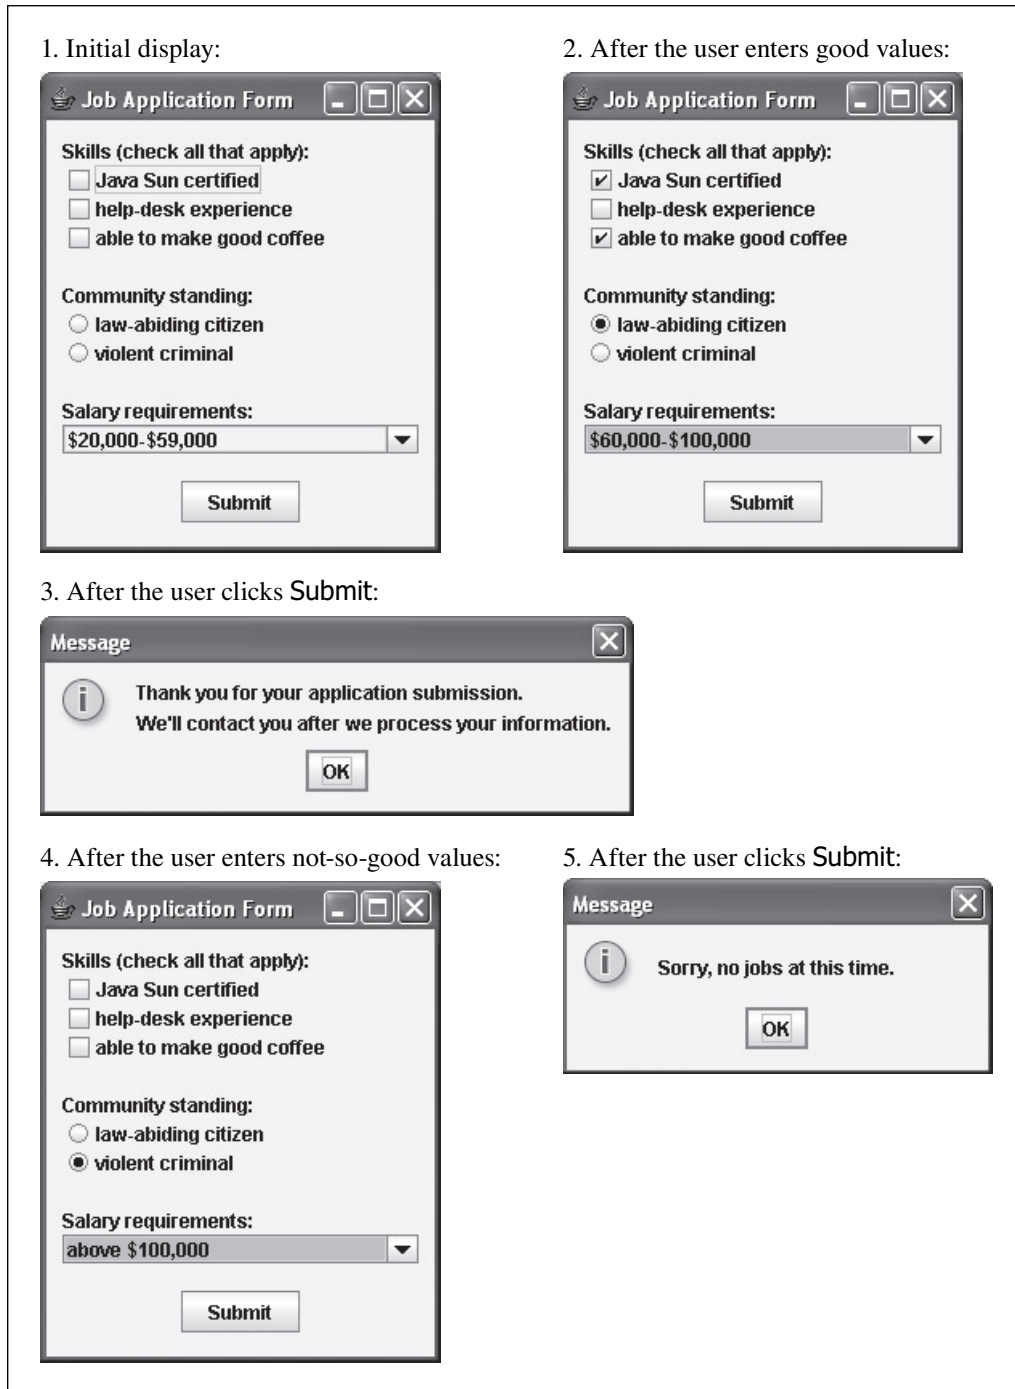 1. Initial display:
Job Application Form
Skills (check all that apply):
Java Sun certified
help-desk experience
able to make good coffee
Community standing:
law-abiding citizen
violent criminal
Salary requirements:
$20,000-$59,000
Submit
2. After the user enters good values:
Job Application Form
Skills (check all that apply):
Java Sun certified
help-desk experience
able to make good coffee
Community standing:
law-abiding citizen
violent criminal
Salary requirements:
$60,000-$100,000
Submit
3. After the user clicks Submit:
Message
Thank you for your application submission.
We'll contact you after we process your information.
OK
4. After the user enters not-so-good values:
Job Application Form
Skills (check all that apply):
Java Sun certified
help-desk experience
able to make good coffee
Community standing:
law-abiding citizen
violent criminal
Salary requirements:
above $100,000
Submit
5. After the user clicks Submit:
Message
Sorry, no jobs at this time.
OK